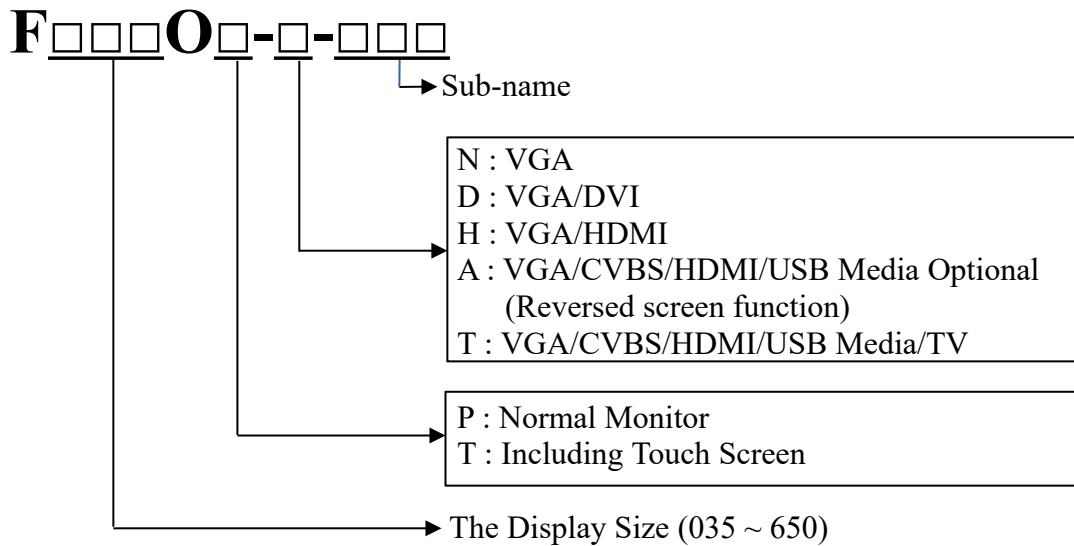 F□□□O□-□-□□□
Sub-name
N : VGA
D : VGA/DVI
H : VGA/HDMI
A : VGA/CVBS/HDMI/USB Media Optional
(Reversed screen function)
T : VGA/CVBS/HDMI/USB Media/TV
P : Normal Monitor
T : Including Touch Screen
The Display Size (035 ~ 650)